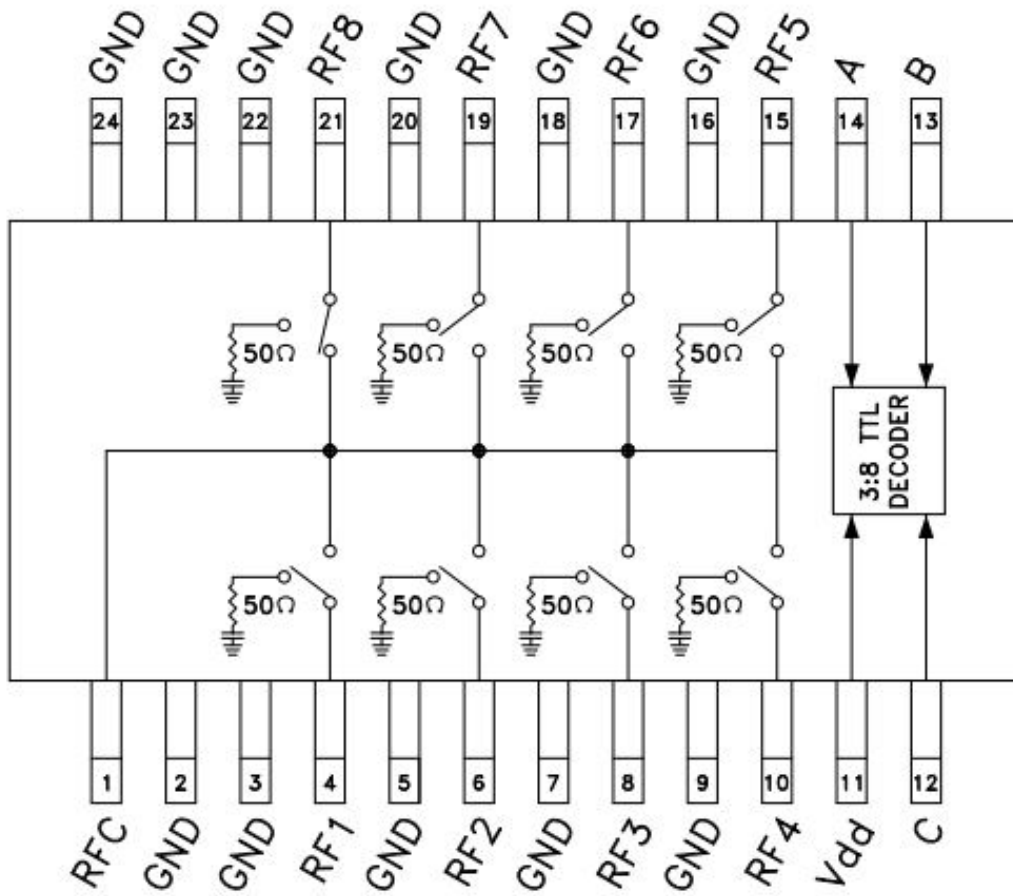 GND GND GND RF8 GND RF7 GND RF6 GND RF5 A B
24 23 22 21 20 19 18 17 16 15 14 13
50Ω 50Ω 50Ω 50Ω
3:8 TTL
DECODER
50Ω 50Ω 50Ω 50Ω
1 2 3 4 5 6 7 8 9 10 11 12
RFC GND GND RF1 GND RF2 GND RF3 GND RF4 Vdd C